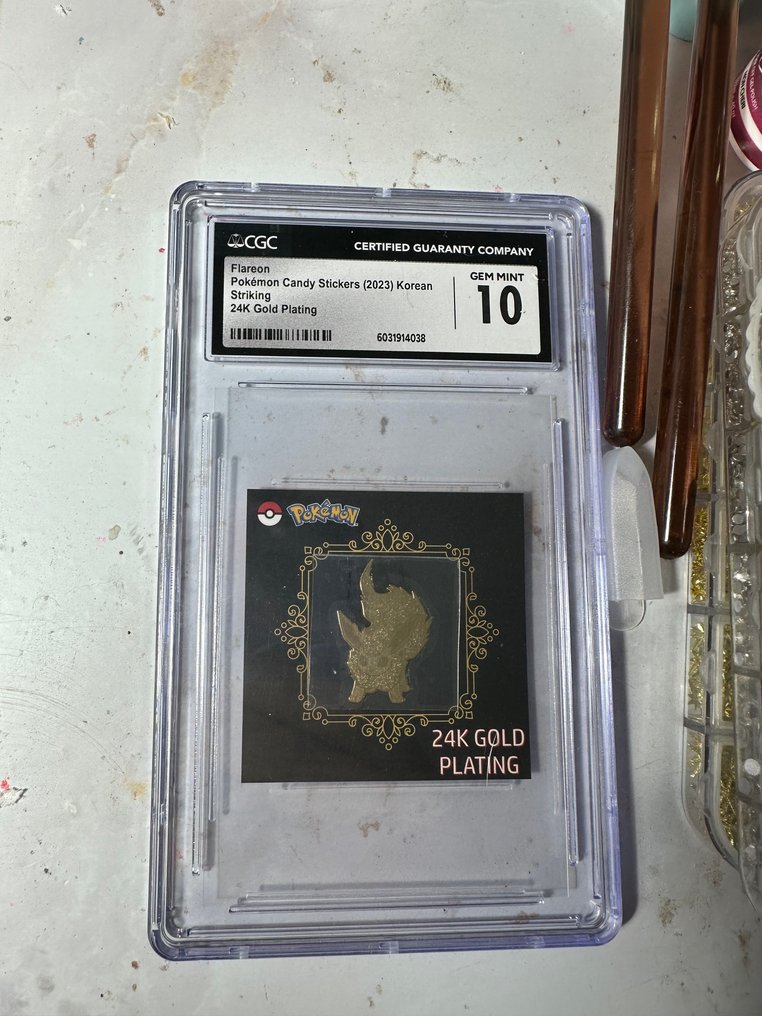 CGC
CERTIFIED GUARANTY COMPANY
Flareon
Pokémon Candy Stickers (2023) Korean
Striking
24K Gold Plating
GEM MINT
10
6031914038
POKéMON
24K GOLD
PLATING